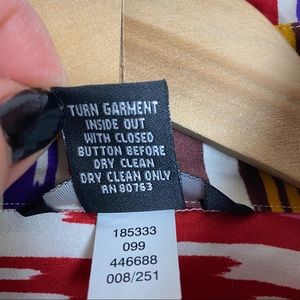 TURN GARMENT
INSIDE OUT
WITH CLOSED
BUTTON BEFORE
DRY CLEAN
DRY CLEAN ONLY
RN 80763
185333
099
446688
008/251